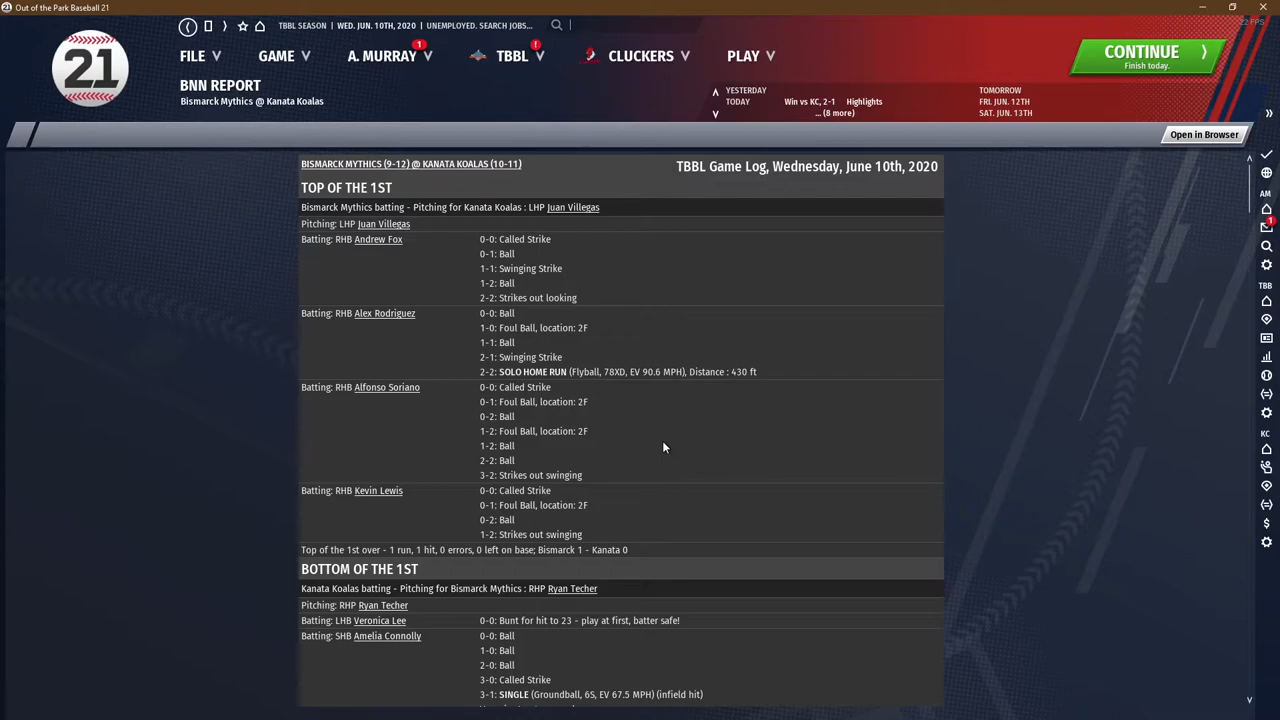 21 Out of the Park Baseball 21
22 FPS
TBBL SEASON | WED. JUN. 10TH, 2020 | UNEMPLOYED. SEARCH JOBS...
21
FILE GAME A. MURRAY 1 TBBL ! CLUCKERS PLAY
CONTINUE
Finish today.
BNN REPORT
Bismarck Mythics @ Kanata Koalas
YESTERDAY
TODAY Win vs KC, 2-1 Highlights
... (8 more)
TOMORROW
FRI. JUN. 12TH
SAT. JUN. 13TH
Open in Browser
BISMARCK MYTHICS (9-12) @ KANATA KOALAS (10-11) TBBL Game Log, Wednesday, June 10th, 2020
TOP OF THE 1ST
Bismarck Mythics batting - Pitching for Kanata Koalas : LHP Juan Villegas
Pitching: LHP Juan Villegas
Batting: RHB Andrew Fox 0-0: Called Strike
0-1: Ball
1-1: Swinging Strike
1-2: Ball
2-2: Strikes out looking
Batting: RHB Alex Rodriguez 0-0: Ball
1-0: Foul Ball, location: 2F
1-1: Ball
2-1: Swinging Strike
2-2: SOLO HOME RUN (Flyball, 78XD, EV 90.6 MPH), Distance : 430 ft
Batting: RHB Alfonso Soriano 0-0: Called Strike
0-1: Foul Ball, location: 2F
0-2: Ball
1-2: Foul Ball, location: 2F
1-2: Ball
2-2: Ball
3-2: Strikes out swinging
Batting: RHB Kevin Lewis 0-0: Called Strike
0-1: Foul Ball, location: 2F
0-2: Ball
1-2: Strikes out swinging
Top of the 1st over - 1 run, 1 hit, 0 errors, 0 left on base; Bismarck 1 - Kanata 0
BOTTOM OF THE 1ST
Kanata Koalas batting - Pitching for Bismarck Mythics : RHP Ryan Techer
Pitching: RHP Ryan Techer
Batting: LHB Veronica Lee 0-0: Bunt for hit to 23 - play at first, batter safe!
Batting: SHB Amelia Connolly 0-0: Ball
1-0: Ball
2-0: Ball
3-0: Called Strike
3-1: SINGLE (Groundball, 6S, EV 67.5 MPH) (infield hit)
AM
1
TBB
KC